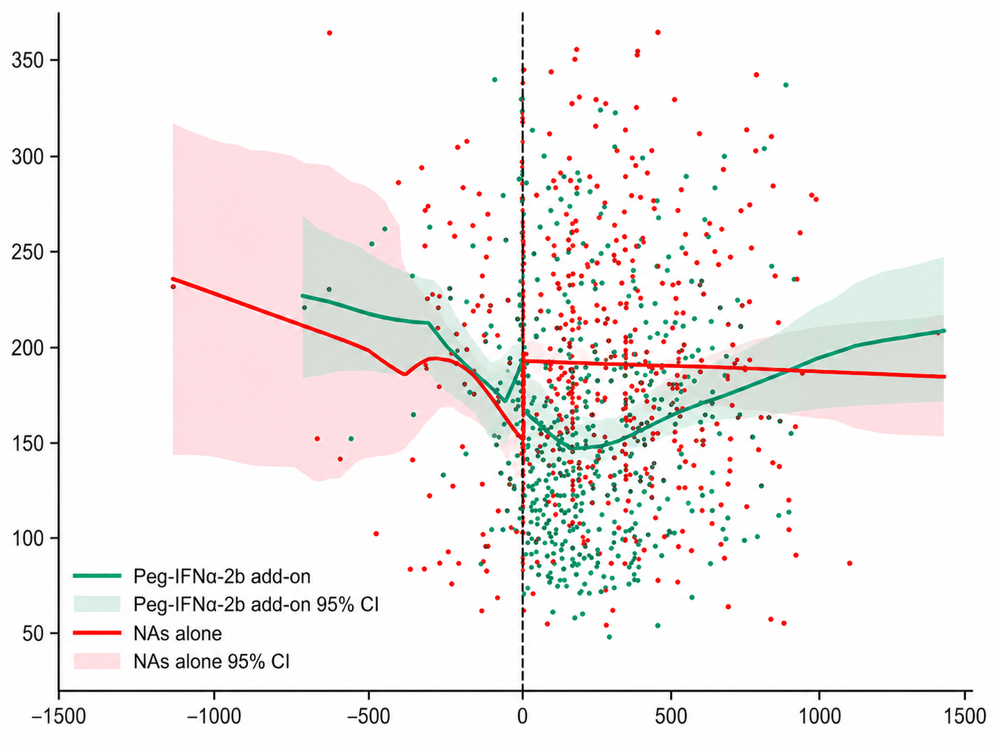 350
300
250
200
150
100
50
Peg-IFNα-2b add-on
Peg-IFNα-2b add-on 95% CI
NAs alone
NAs alone 95% CI
−1500 −1000 −500 0 500 1000 1500